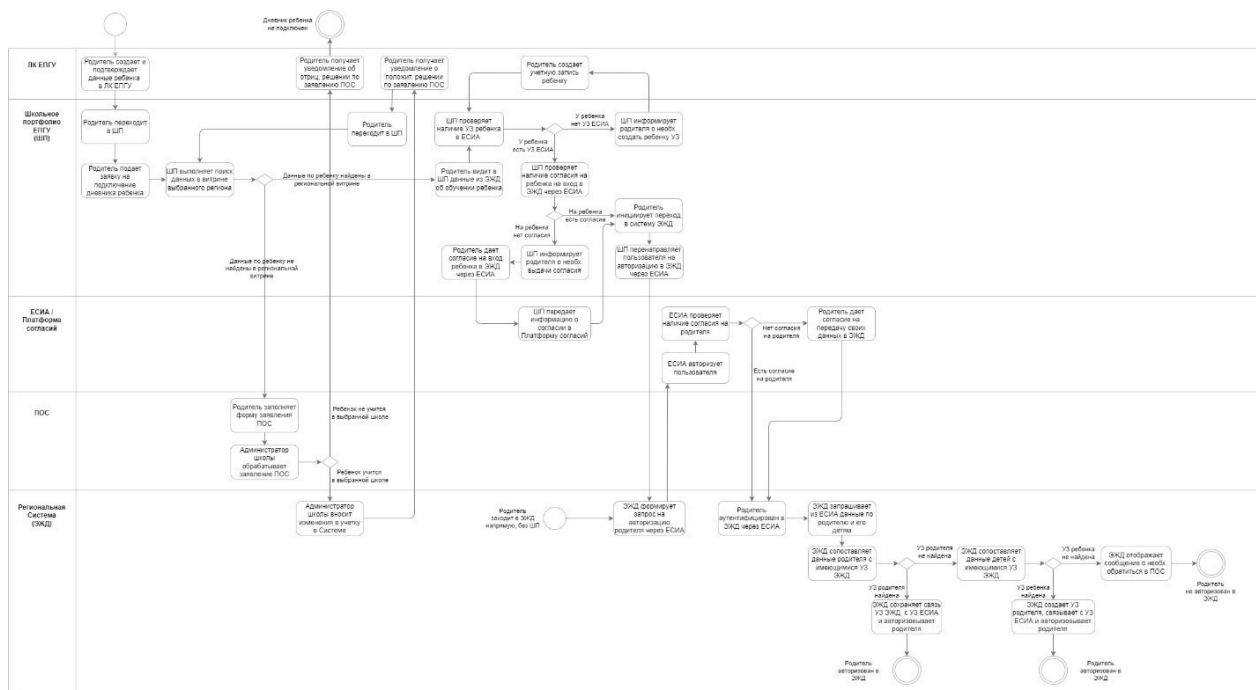 Дневник ребенка
не подключен
ЛК ЕПГУ
Родитель создает и
подтверждает
данные ребенка
в ЛК ЕПГУ
Родитель получает
уведомление об
отриц. решении по
заявлению ПОС
Родитель получает
уведомление о
положит. решении
по заявлению ПОС
Родитель создает
учетную запись
ребенку
Школьное
портфолио
ЕПГУ
(ШП)
Родитель переходит
в ШП
Родитель
переходит в ШП
ШП проверяет
наличие УЗ ребенка
в ЕСИА
У ребенка
нет УЗ ЕСИА
ШП информирует
родителя о необх.
создать ребенку УЗ
У ребенка
есть УЗ ЕСИА
Родитель подает
заявку на
подключение
дневника ребенка
ШП выполняет поиск
данных в витрине
выбранного региона
Данные по ребенку найдены в
региональной витрине
Родитель видит в
ШП данные из ЭЖД
об обучении ребенка
ШП проверяет
наличие согласия на
ребенка на вход в
ЭЖД через ЕСИА
На ребенка
есть согласие
Родитель
инициирует переход
в систему ЭЖД
На ребенка
нет согласия
Данные по ребенку не
найдены в региональной
витрине
Родитель дает
согласие на вход
ребенка в ЭЖД
через ЕСИА
ШП информирует
родителя о необх.
выдачи согласия
ШП перенаправляет
пользователя на
авторизацию в ЭЖД
через ЕСИА
ЕСИА /
Платформа
согласий
ШП передает
информацию о
согласии в
Платформу согласий
ЕСИА проверяет
наличие согласия на
родителя
Нет согласия
на родителя
Родитель дает
согласие на
передачу своих
данных в ЭЖД
ЕСИА авторизует
пользователя
Есть согласие
на родителя
ПОС
Родитель заполняет
форму заявления
ПОС
Ребенок не учится
в выбранной школе
Администратор
школы
обрабатывает
заявление ПОС
Ребенок учится
в выбранной школе
Региональная
Система
(ЭЖД)
Администратор
школы вносит
изменения в учетку
в Системе
Родитель
заходит в ЭЖД
напрямую, без ШП
ЭЖД формирует
запрос на
авторизацию
родителя через ЕСИА
Родитель
аутентифицирован в
ЭЖД через ЕСИА
ЭЖД запрашивает
из ЕСИА данные по
родителю и его
детям
ЭЖД сопоставляет
данные родителя с
имеющимися УЗ
ЭЖД
УЗ родителя
не найдена
ЭЖД сопоставляет
данные детей с
имеющимися УЗ
ЭЖД
УЗ ребенка
не найдена
ЭЖД отображает
сообщение о необх.
обратиться в ПОС
Родитель
не авторизован в
ЭЖД
УЗ родителя
найдена
УЗ ребенка
найдена
ЭЖД сохраняет связь
УЗ ЭЖД с УЗ ЕСИА
и авторизовывает
родителя
ЭЖД создает УЗ
родителя, связывает с УЗ
ЕСИА и авторизовывает
родителя
Родитель
авторизован в
ЭЖД
Родитель
авторизован в
ЭЖД